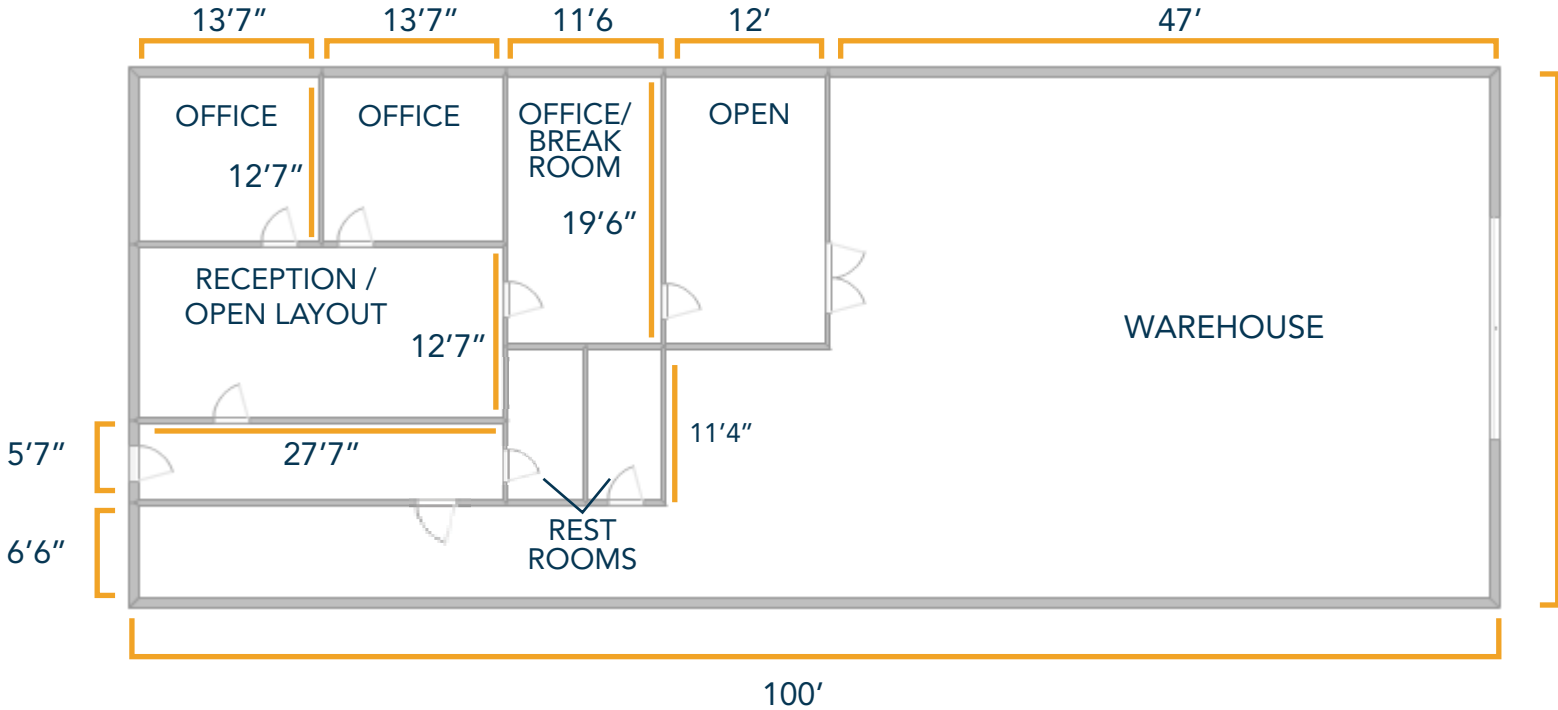 13'7" 13'7" 11'6 12' 47'
OFFICE OFFICE OFFICE/
BREAK
ROOM OPEN
12'7"
19'6"
RECEPTION /
OPEN LAYOUT
12'7"
WAREHOUSE
5'7" 27'7" 11'4"
6'6" REST
ROOMS
100'